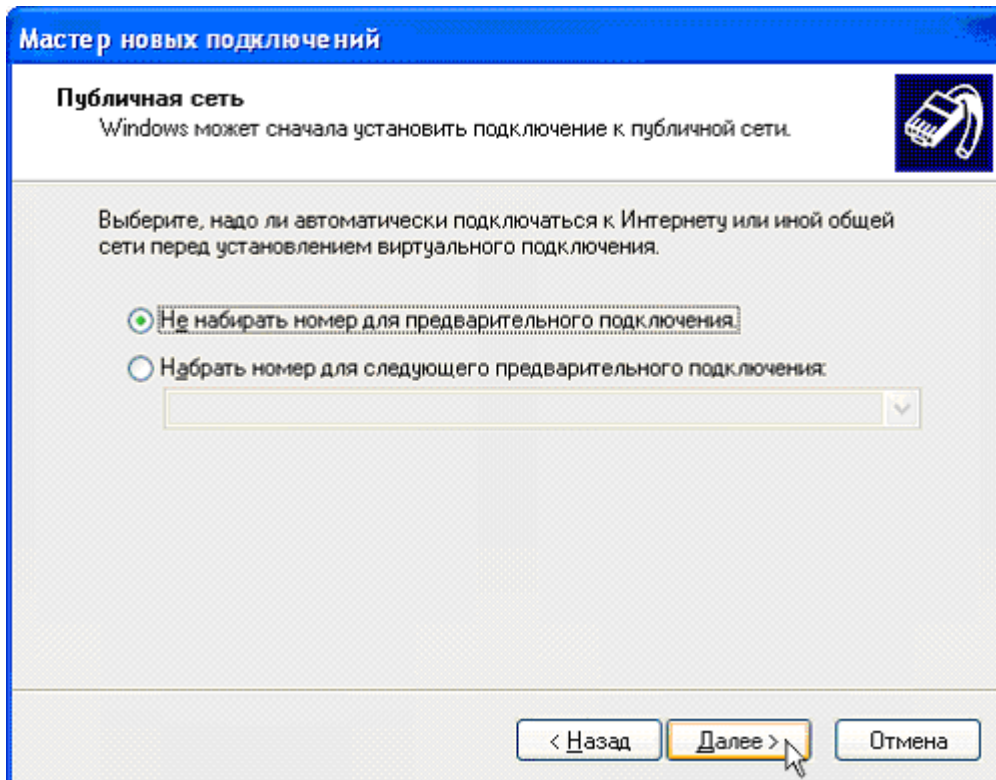 Мастер новых подключений
Публичная сеть
Windows может сначала установить подключение к публичной сети.
Выберите, надо ли автоматически подключаться к Интернету или иной общей
сети перед установлением виртуального подключения.
Не набирать номер для предварительного подключения.
Набрать номер для следующего предварительного подключения:
< Назад Далее > Отмена